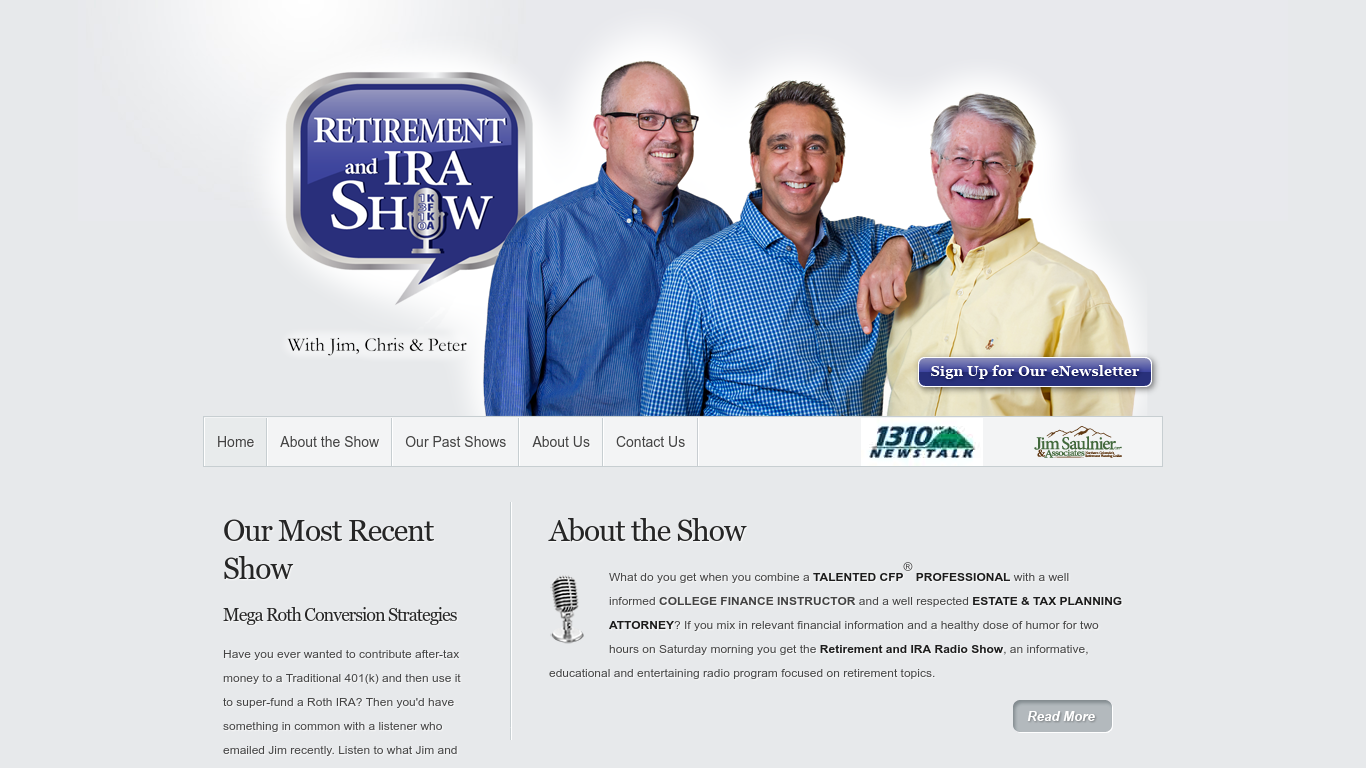 RETIREMENT
and IRA
SHOW
1310
KFKA
With Jim, Chris & Peter
Sign Up for Our eNewsletter
Home
About the Show
Our Past Shows
About Us
Contact Us
1310 AM KFKA
NEWSTALK
Jim Saulnier
& Associates
Our Most Recent
Show
Mega Roth Conversion Strategies
Have you ever wanted to contribute after-tax
money to a Traditional 401(k) and then use it
to super-fund a Roth IRA? Then you'd have
something in common with a listener who
emailed Jim recently. Listen to what Jim and
About the Show
What do you get when you combine a TALENTED CFP® PROFESSIONAL with a well
informed COLLEGE FINANCE INSTRUCTOR and a well respected ESTATE & TAX PLANNING
ATTORNEY? If you mix in relevant financial information and a healthy dose of humor for two
hours on Saturday morning you get the Retirement and IRA Radio Show, an informative,
educational and entertaining radio program focused on retirement topics.
Read More